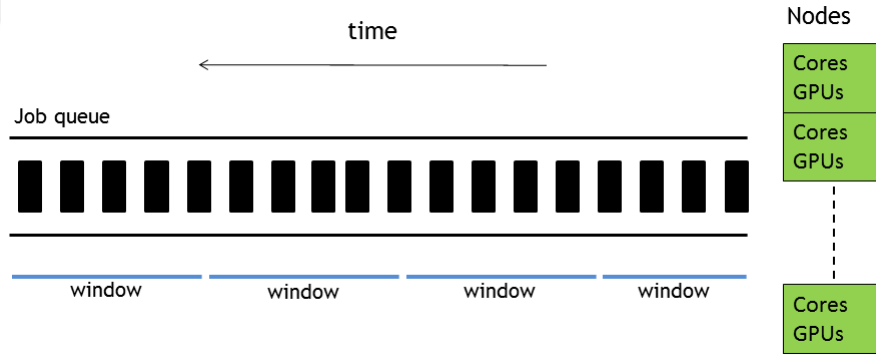 time
Nodes
Job queue
Cores
GPUs
Cores
GPUs
window
window
window
window
Cores
GPUs